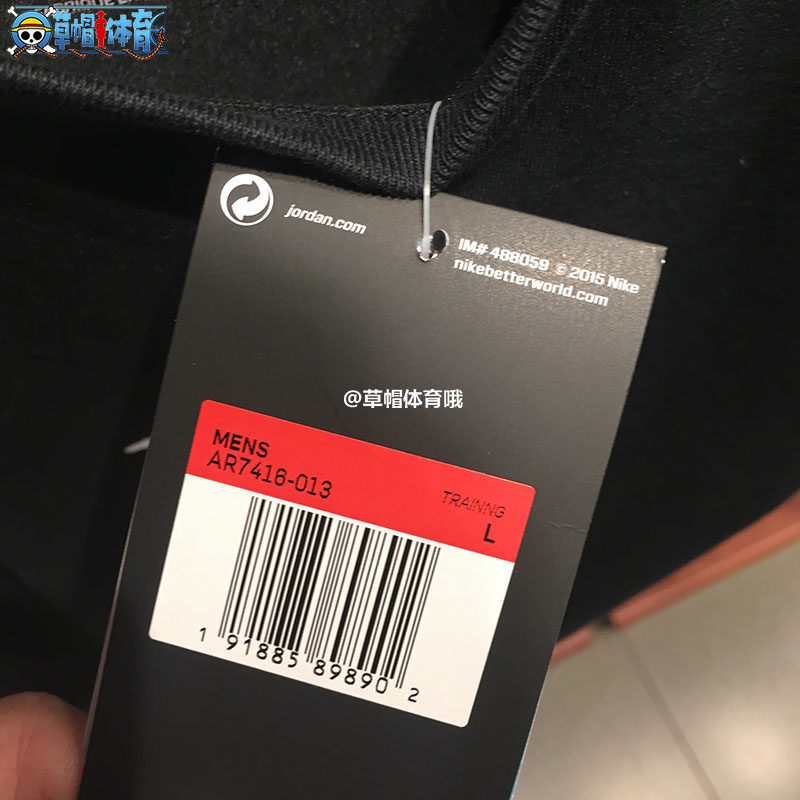 草帽体育
jordan.com
IM# 488059 © 2015 Nike
nikebetterworld.com
@草帽体育哦
MENS
AR7416-013
TRAINNG
L
1 91885 89890 2